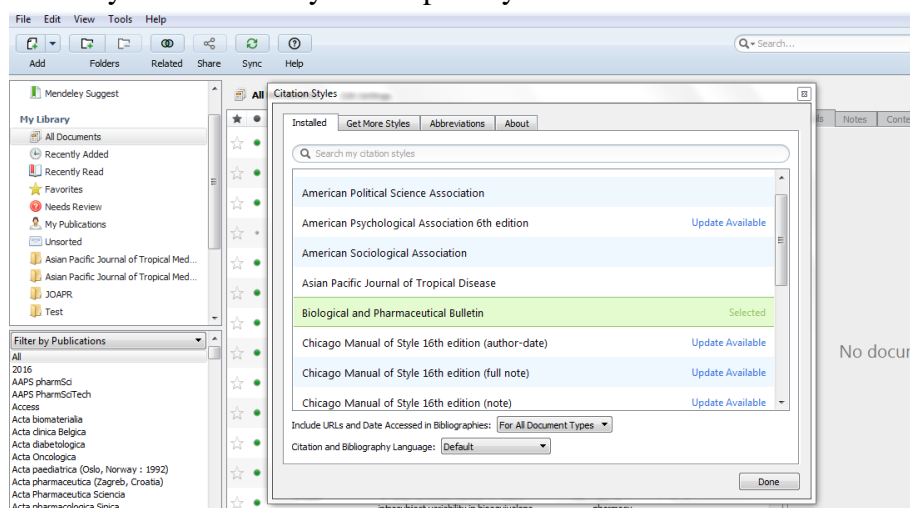 File Edit View Tools Help
Search...
Add Folders Related Share Sync Help
Mendeley Suggest
My Library
All Documents
Recently Added
Recently Read
Favorites
Needs Review
My Publications
Unsorted
Asian Pacific Journal of Tropical Med...
Asian Pacific Journal of Tropical Med...
JOAPR
Test
Filter by Publications
All
2016
AAPS pharmSci
AAPS PharmSciTech
Access
Acta biomaterialia
Acta clinica Belgica
Acta diabetologica
Acta Oncologica
Acta paediatrica (Oslo, Norway : 1992)
Acta pharmaceutica (Zagreb, Croatia)
Acta Pharmaceutica Sciencia
Acta pharmacologica Sinica
All
Citation Styles
Installed Get More Styles Abbreviations About
Search my citation styles
American Political Science Association
American Psychological Association 6th edition Update Available
American Sociological Association
Asian Pacific Journal of Tropical Disease
Biological and Pharmaceutical Bulletin Selected
Chicago Manual of Style 16th edition (author-date) Update Available
Chicago Manual of Style 16th edition (full note) Update Available
Chicago Manual of Style 16th edition (note) Update Available
Include URLs and Date Accessed in Bibliographies: For All Document Types
Citation and Bibliography Language: Default
Done
Notes Conte
No docum